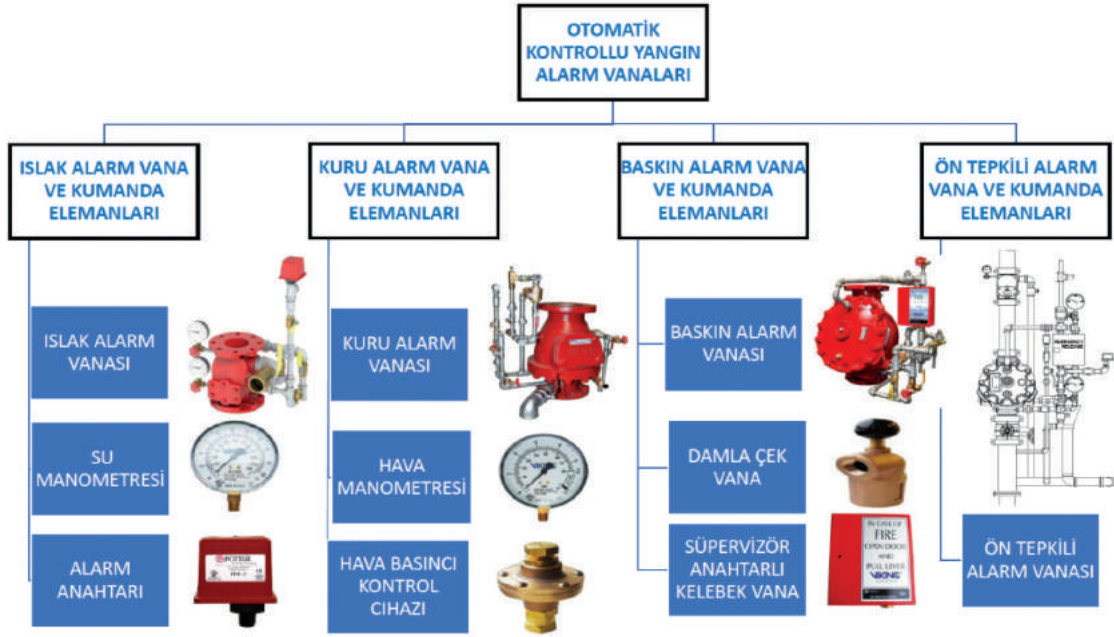 OTOMATİK
KONTROLLU YANGIN
ALARM VANALARI
ISLAK ALARM VANA
VE KUMANDA
ELEMANLARI
KURU ALARM VANA
VE KUMANDA
ELEMANLARI
BASKIN ALARM VANA
VE KUMANDA
ELEMANLARI
ÖN TEPKİLİ ALARM
VANA VE KUMANDA
ELEMANLARI
ISLAK ALARM
VANASI
KURU ALARM
VANASI
BASKIN ALARM
VANASI
EMERGENCY
RELEASE
SU
MANOMETRESİ
HAVA
MANOMETRESİ
VIKING
DAMLA ÇEK
VANA
ALARM
ANAHTARI
POTTER
HAVA BASINCI
KONTROL
CIHAZI
SÜPERVİZÖR
ANAHTARLI
KELEBEK VANA
IN CASE OF
FIRE
OPEN DOOR
AND
PULL LEVER
VIKING
ÖN TEPKİLİ
ALARM VANASI